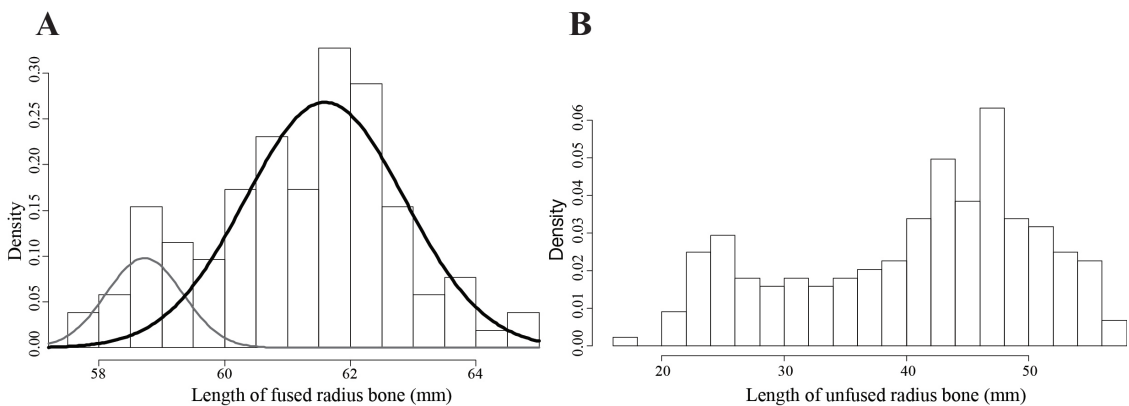 A
B
0.30
0.25
0.20
0.15
0.10
0.05
0.00
Density
58 60 62 64
Length of fused radius bone (mm)
0.06
0.05
0.04
0.03
0.02
0.01
0.00
Density
20 30 40 50
Length of unfused radius bone (mm)